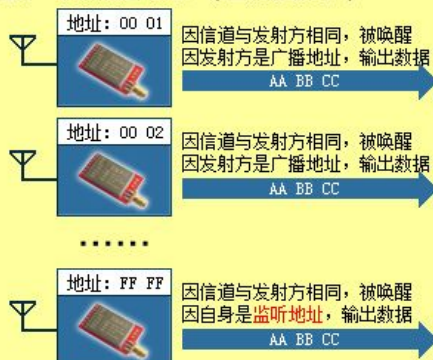 地址：00 01
因信道与发射方相同，被唤醒
因发射方是广播地址，输出数据
AA BB CC
地址：00 02
因信道与发射方相同，被唤醒
因发射方是广播地址，输出数据
AA BB CC
······
地址：FF FF
因信道与发射方相同，被唤醒
因自身是监听地址，输出数据
AA BB CC